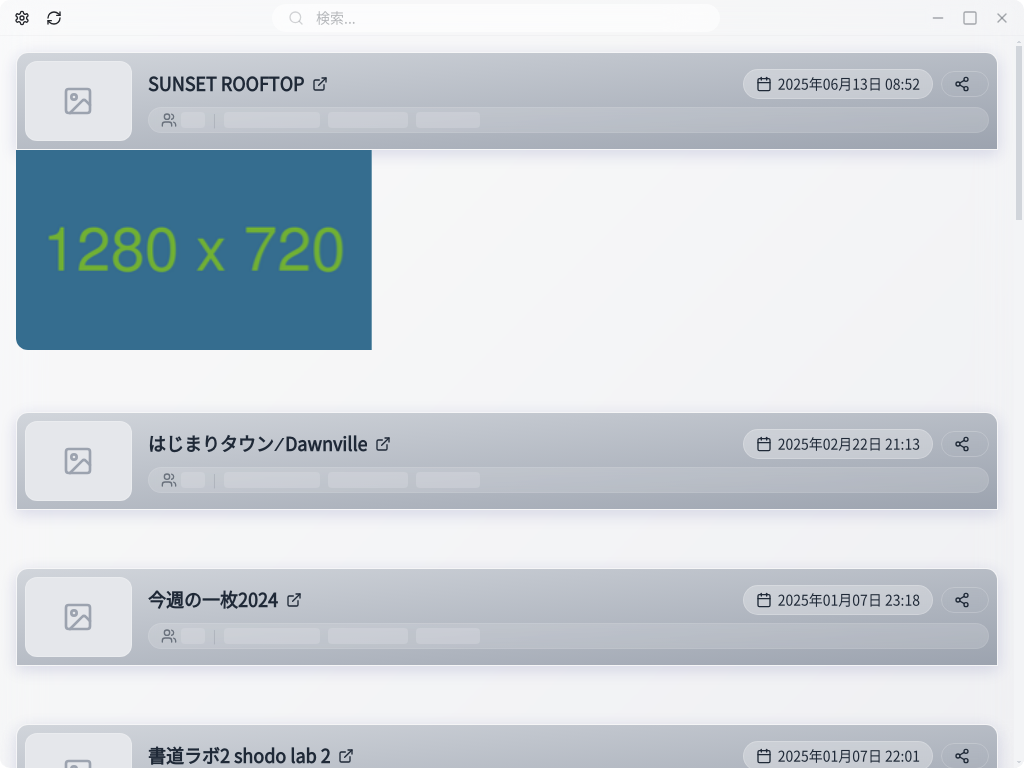 検索...
SUNSET ROOFTOP
2025年06月13日 08:52
1280 x 720
はじまりタウン⁄Dawnville
2025年02月22日 21:13
今週の一枚2024
2025年01月07日 23:18
書道ラボ2 shodo lab 2
2025年01月07日 22:01